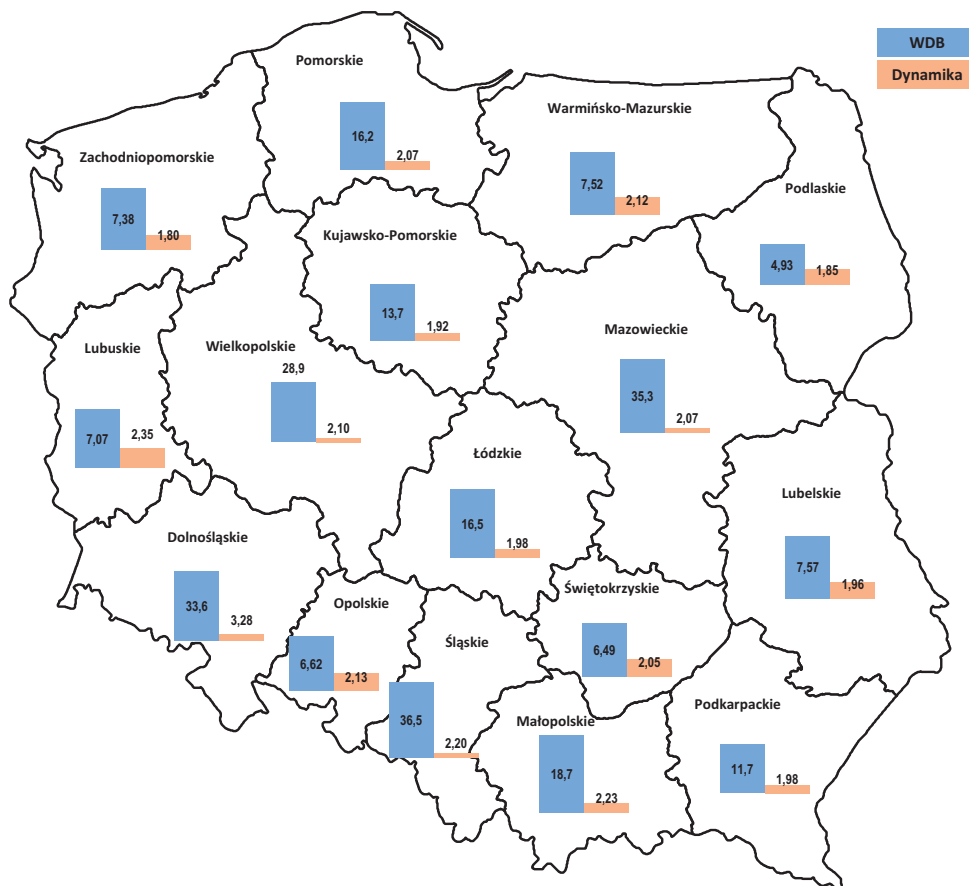 WDB
Dynamika
Pomorskie
16,2
2,07
Warmińsko-Mazurskie
7,52
2,12
Zachodniopomorskie
7,38
1,80
Podlaskie
4,93
1,85
Kujawsko-Pomorskie
13,7
1,92
Mazowieckie
35,3
2,07
Lubuskie
7,07
2,35
Wielkopolskie
28,9
2,10
Łódzkie
16,5
1,98
Lubelskie
7,57
1,96
Dolnośląskie
33,6
3,28
Opolskie
6,62
2,13
Śląskie
36,5
2,20
Świętokrzyskie
6,49
2,05
Małopolskie
18,7
2,23
Podkarpackie
11,7
1,98